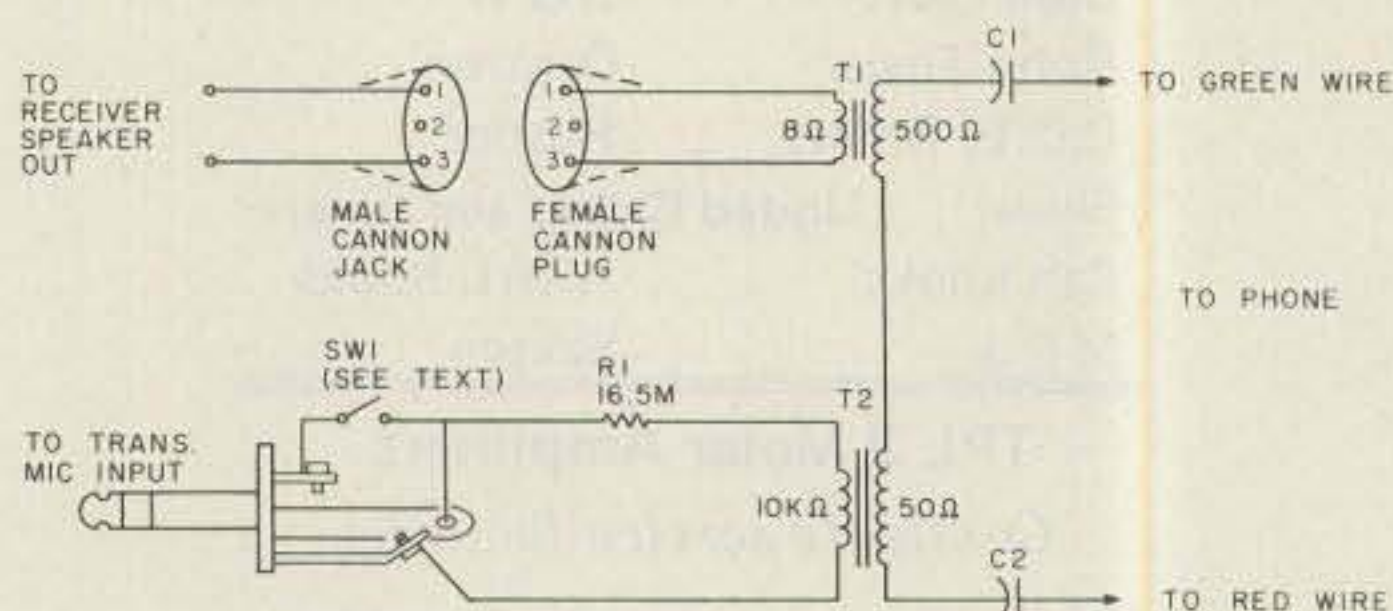 TO
RECEIVER
SPEAKER
OUT
1
2
3
MALE
CANNON
JACK
1
2
3
FEMALE
CANNON
PLUG
T1
8Ω
500Ω
C1
TO GREEN WIRE
TO PHONE
SW1
(SEE TEXT)
R1
16.5M
T2
TO TRANS.
MIC INPUT
10KΩ
50Ω
C2
TO RED WIRE